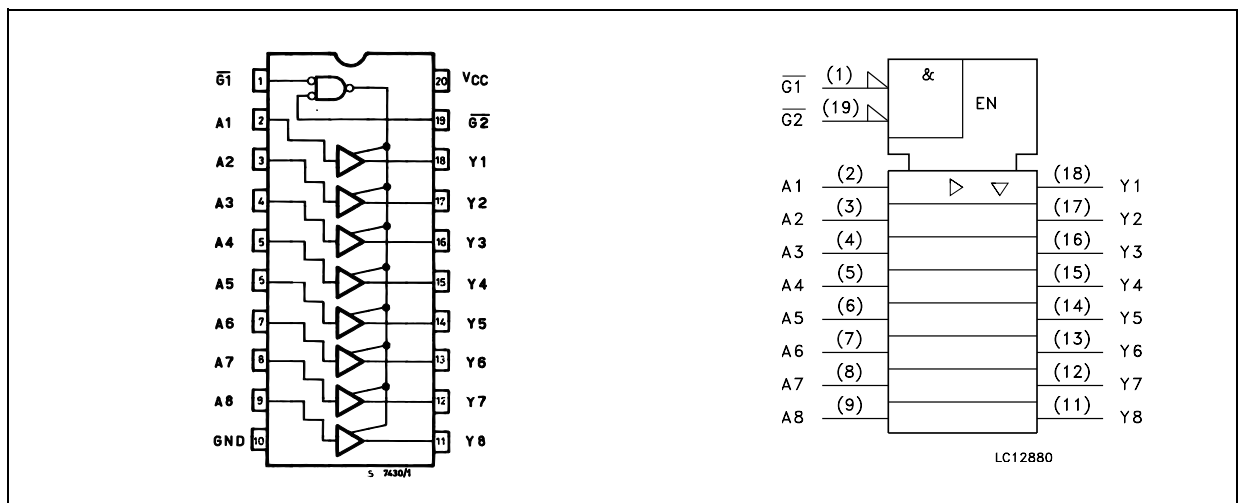 G1 1 20 VCC
A1 2 19 G2
A2 3 18 Y1
A3 4 17 Y2
A4 5 16 Y3
A5 6 15 Y4
A6 7 14 Y5
A7 8 13 Y6
A8 9 12 Y7
GND 10 11 Y8
S 7430/1
G1 (1) & EN
G2 (19)
A1 (2) (18) Y1
A2 (3) (17) Y2
A3 (4) (16) Y3
A4 (5) (15) Y4
A5 (6) (14) Y5
A6 (7) (13) Y6
A7 (8) (12) Y7
A8 (9) (11) Y8
LC12880